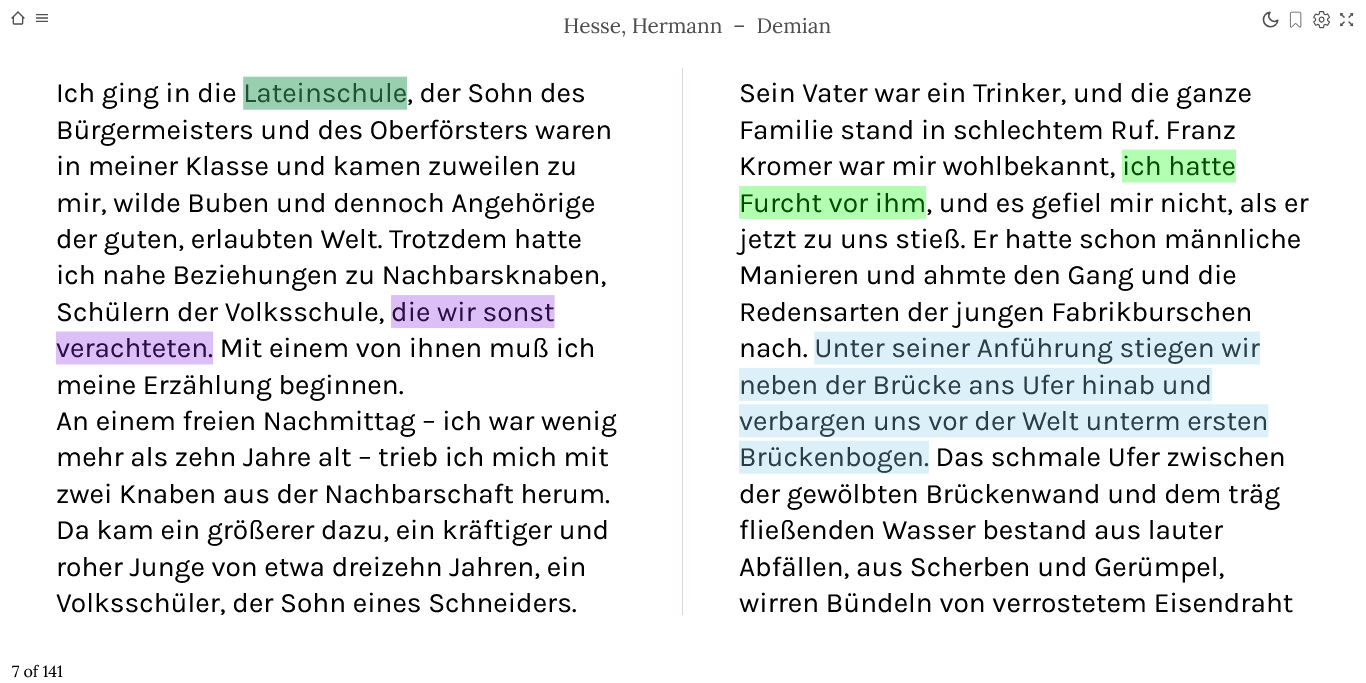 Hesse, Hermann – Demian
Ich ging in die Lateinschule, der Sohn des
Bürgermeisters und des Oberförsters waren
in meiner Klasse und kamen zuweilen zu
mir, wilde Buben und dennoch Angehörige
der guten, erlaubten Welt. Trotzdem hatte
ich nahe Beziehungen zu Nachbarsknaben,
Schülern der Volksschule, die wir sonst
verachteten. Mit einem von ihnen muß ich
meine Erzählung beginnen.
An einem freien Nachmittag – ich war wenig
mehr als zehn Jahre alt – trieb ich mich mit
zwei Knaben aus der Nachbarschaft herum.
Da kam ein größerer dazu, ein kräftiger und
roher Junge von etwa dreizehn Jahren, ein
Volksschüler, der Sohn eines Schneiders.
Sein Vater war ein Trinker, und die ganze
Familie stand in schlechtem Ruf. Franz
Kromer war mir wohlbekannt, ich hatte
Furcht vor ihm, und es gefiel mir nicht, als er
jetzt zu uns stieß. Er hatte schon männliche
Manieren und ahmte den Gang und die
Redensarten der jungen Fabrikburschen
nach. Unter seiner Anführung stiegen wir
neben der Brücke ans Ufer hinab und
verbargen uns vor der Welt unterm ersten
Brückenbogen. Das schmale Ufer zwischen
der gewölbten Brückenwand und dem träg
fließenden Wasser bestand aus lauter
Abfällen, aus Scherben und Gerümpel,
wirren Bündeln von verrostetem Eisendraht
7 of 141